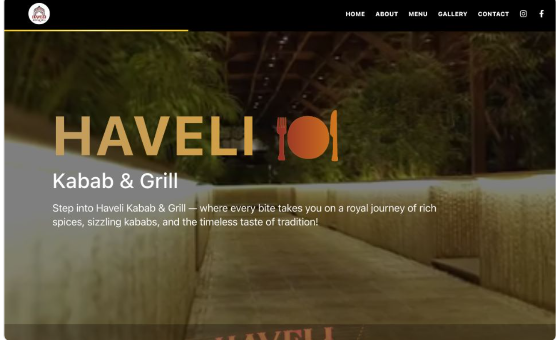 HAVELI
HOME ABOUT MENU GALLERY CONTACT
HAVELI
Kabab & Grill
Step into Haveli Kabab & Grill — where every bite takes you on a royal journey of rich
spices, sizzling kababs, and the timeless taste of tradition!
HAVELI